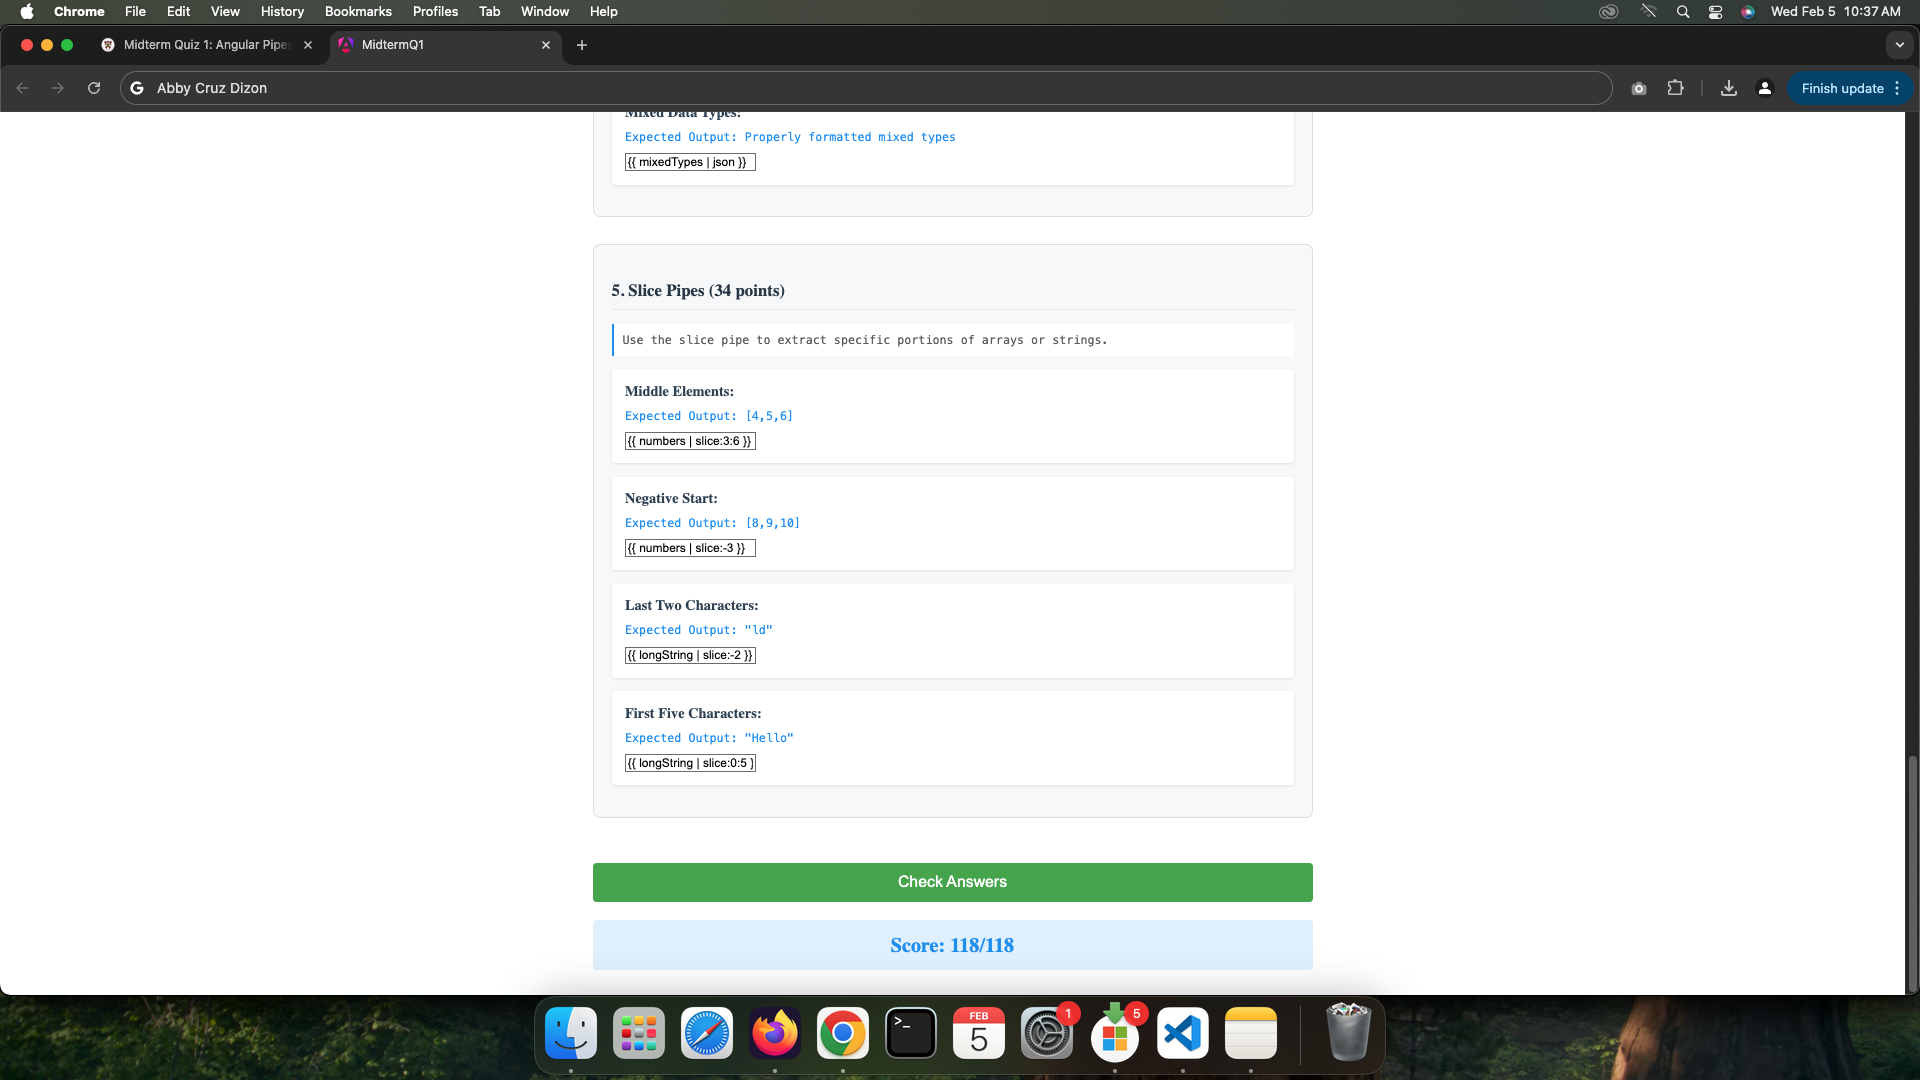 Chrome File Edit View History Bookmarks Profiles Tab Window Help Wed Feb 5 10:37 AM
Midterm Quiz 1: Angular Pipe MidtermQ1
Abby Cruz Dizon Finish update
Mixed Data Types:
Expected Output: Properly formatted mixed types
{{ mixedTypes | json }}
5. Slice Pipes (34 points)
Use the slice pipe to extract specific portions of arrays or strings.
Middle Elements:
Expected Output: [4,5,6]
{{ numbers | slice:3:6 }}
Negative Start:
Expected Output: [8,9,10]
{{ numbers | slice:-3 }}
Last Two Characters:
Expected Output: "ld"
{{ longString | slice:-2 }}
First Five Characters:
Expected Output: "Hello"
{{ longString | slice:0:5 }
Check Answers
Score: 118/118
>_ FEB 1 5
5